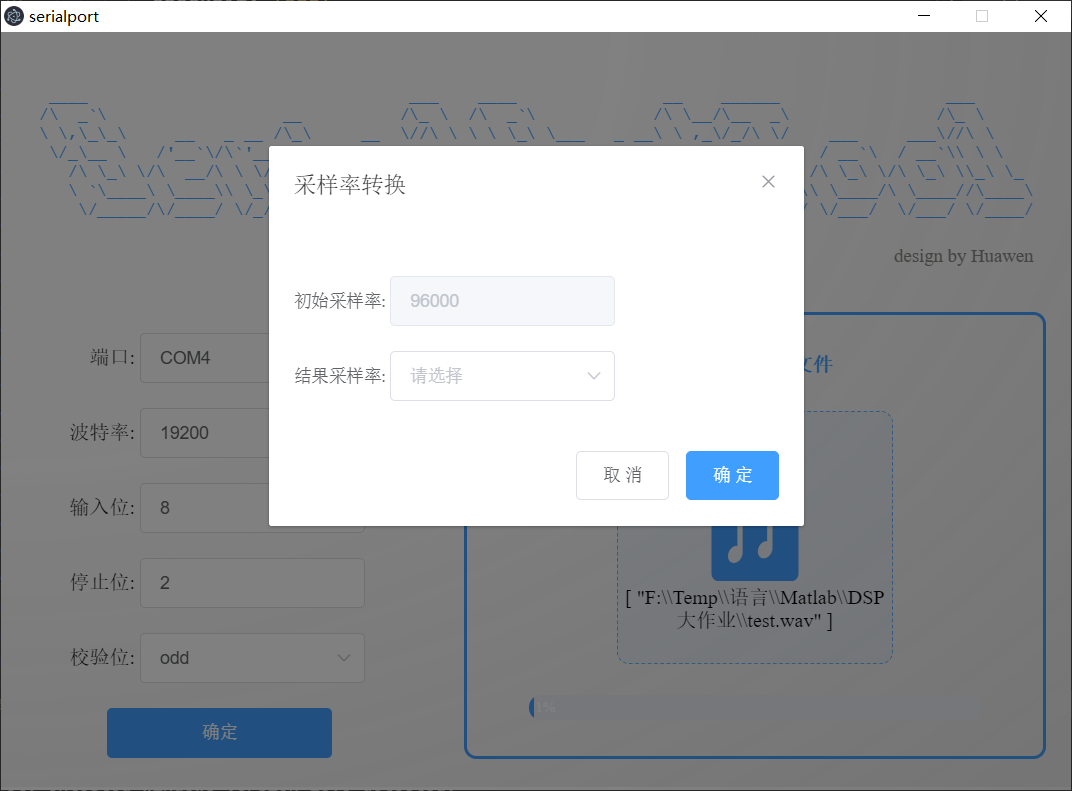 serialport
design by Huawen
采样率转换
初始采样率: 96000
结果采样率: 请选择
取 消
确 定
端口: COM4
波特率: 19200
输入位: 8
停止位: 2
校验位: odd
确定
文件
[ "F:\\Temp\\语言\\Matlab\\DSP
大作业\\test.wav" ]
1%